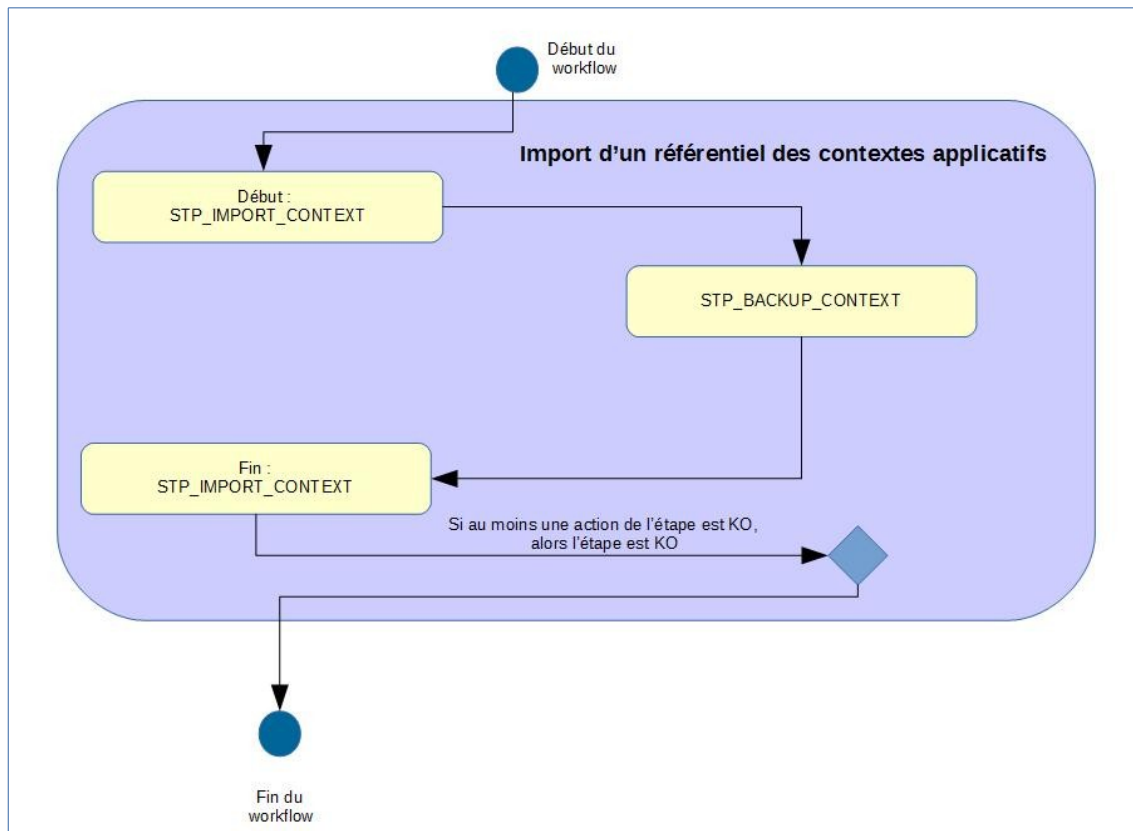 Début du
workflow
Import d’un référentiel des contextes applicatifs
Début :
STP_IMPORT_CONTEXT
STP_BACKUP_CONTEXT
Fin :
STP_IMPORT_CONTEXT
Si au moins une action de l’étape est KO,
alors l’étape est KO
Fin du
workflow